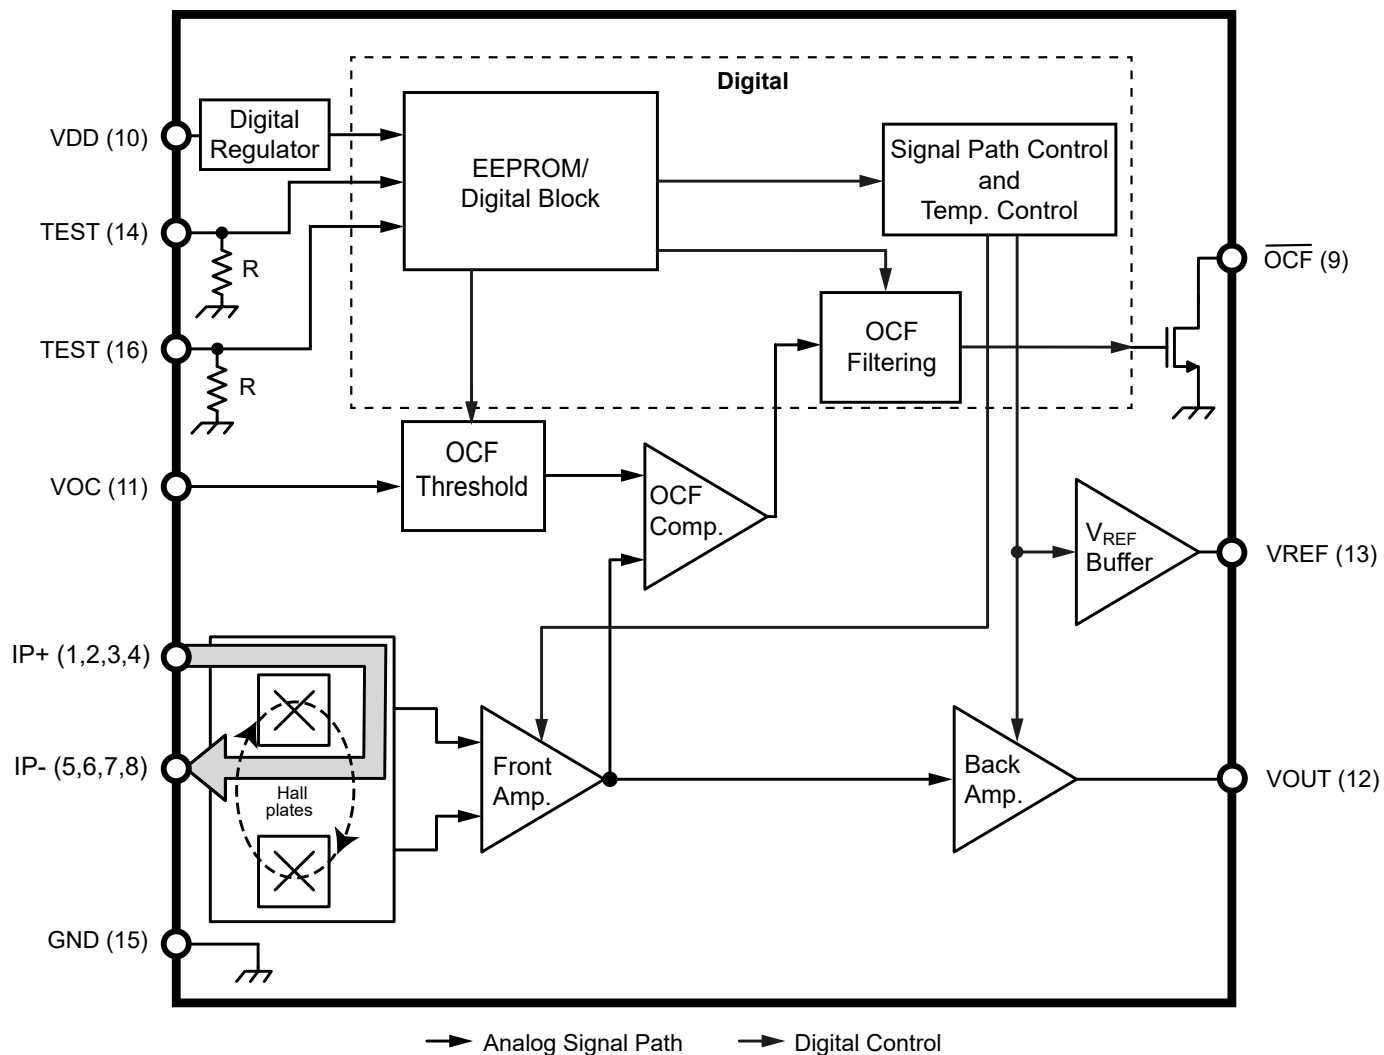 Digital
VDD (10)
Digital
Regulator
EEPROM/
Digital Block
Signal Path Control
and
Temp. Control
TEST (14)
R
OCF (9)
TEST (16)
R
OCF
Filtering
VOC (11)
OCF
Threshold
OCF
Comp.
VREF
Buffer
VREF (13)
IP+ (1,2,3,4)
IP- (5,6,7,8)
Hall
plates
Front
Amp.
Back
Amp.
VOUT (12)
GND (15)
Analog Signal Path
Digital Control